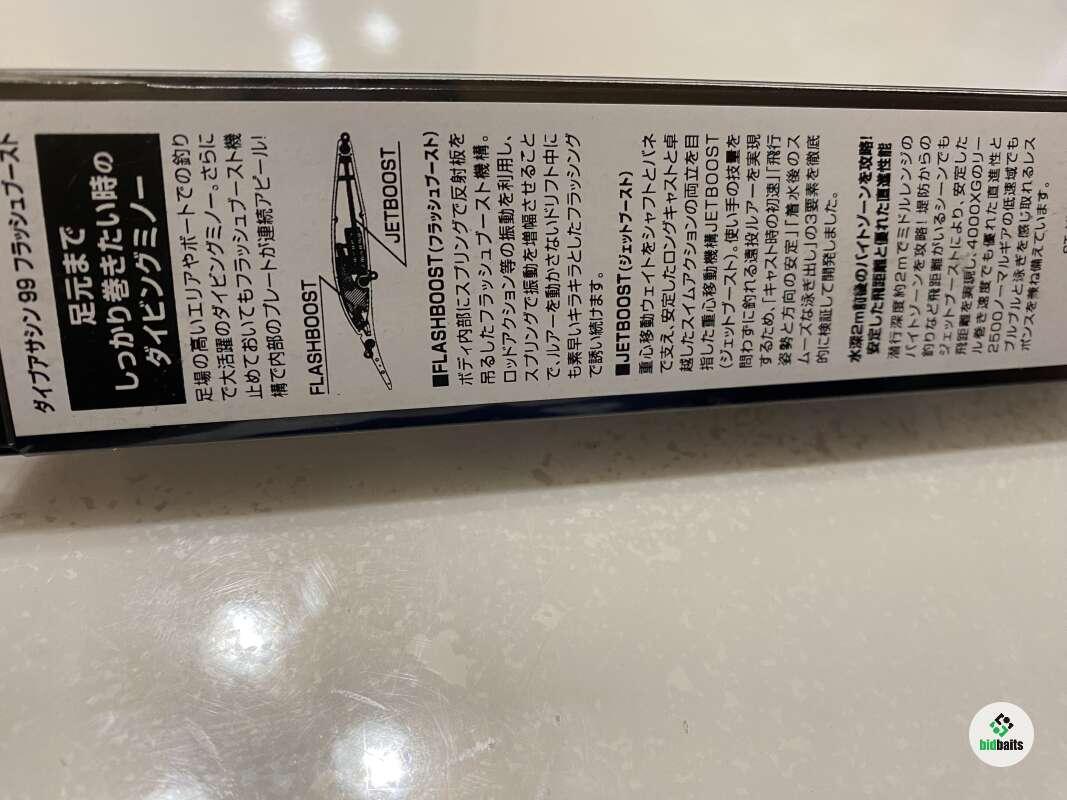 ダイブアサシン 99 フラッシュブースト
足元まで
しっかり巻きたい時の
ダイビングミノー
足場の高いエリアやボートでの釣り
で大活躍のダイビングミノー。さらに
止めておいてもフラッシュブースト機
構で内部のプレートが連続アピール!
FLASHBOOST
JETBOOST
■FLASHBOOST(フラッシュブースト)
ボディ内部にスプリングで反射板を
吊るしたフラッシュブースト機構。
ロッドアクション等の振動を利用し、
スプリングで振動を増幅させること
で、ルアーを動かさないドリフト中に
も素早いキラキラとしたフラッシング
で誘い続けます。
■JETBOOST(ジェットブースト)
重心移動ウェイトをシャフトとバネ
で支え、安定したロングキャストと卓
越したスイムアクションの両立を目
指した重心移動機構JETBOOST
(ジェットブースト)。使い手の技量を
問わずに釣れる遠投ルアーを実現
するため、「キャスト時の初速」「飛行
姿勢と方向の安定」「着水後のス
ムーズな泳ぎ出し」の3要素を徹底
的に検証して開発しました。
水深2m前後のバイトゾーンを攻略!
安定した飛距離と優れた直進性能
潜行深度約2mでミドルレンジの
バイトゾーンを攻略!堤防からの
釣りなど飛距離がいるシーンでも
ジェットブーストにより、安定した
飛距離を実現し、4000XGのリー
ル巻き速度でも優れた直進性と
2500ノーマルギアの低速域でも
ブルブルと泳ぎを感じ取れるレス
ポンスを兼ね備えています。
bidbaits